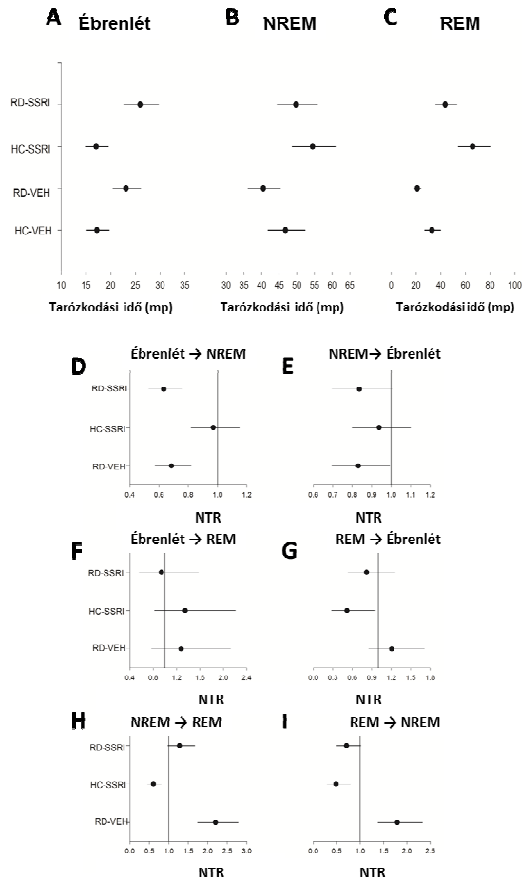 A Ébrenlét B NREM C REM
RD-SSRI
HC-SSRI
RD-VEH
HC-VEH
10 15 20 25 30 35 30 35 40 45 50 55 60 65 0 20 40 60 80 100
Tarózkodási idő (mp) Tarózkodási idő (mp) Tarózkodási idő (mp)
D Ébrenlét → NREM E NREM → Ébrenlét
RD-SSRI
HC-SSRI
RD-VEH
0.4 0.6 0.8 1.0 1.2 0.6 0.7 0.8 0.9 1.0 1.1 1.2
NTR NTR
F Ébrenlét → REM G REM → Ébrenlét
RD-SSRI
HC-SSRI
RD-VEH
0.0 0.4 0.8 1.2 1.6 2.0 2.4 0.0 0.3 0.6 0.9 1.2 1.5 1.8
NTR NTR
H NREM → REM I REM → NREM
RD-SSRI
HC-SSRI
RD-VEH
0.0 0.5 1.0 1.5 2.0 2.5 3.0 0.0 0.5 1.0 1.5 2.0 2.5
NTR NTR